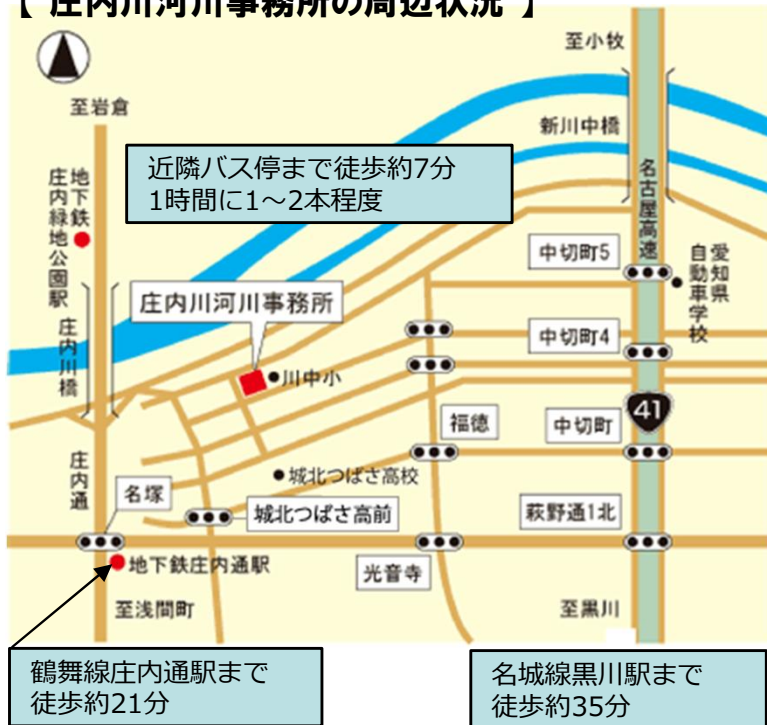 【 庄内川河川事務所の周辺状況 】
至小牧
至岩倉
新川中橋
近隣バス停まで徒歩約7分
1時間に1~2本程度
名古屋高速
地下鉄
庄内緑地公園駅
中切町5
愛知県
自動車学校
庄内川河川事務所
庄内川橋
中切町4
川中小
41
福徳
中切町
庄内通
城北つばさ高校
名塚
城北つばさ高前
萩野通1北
地下鉄庄内通駅
光音寺
至浅間町
至黒川
鶴舞線庄内通駅まで
徒歩約21分
名城線黒川駅まで
徒歩約35分